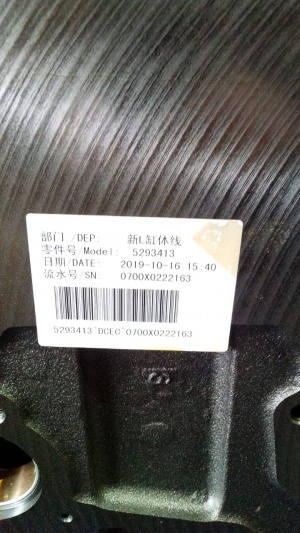 部门 /DEP: 新L缸体线
零件号/Model: 5293413
日期/DATE: 2019-10-16 15:40
流水号/SN: 0700X0222163
5293413^DCEC^0700X0222163